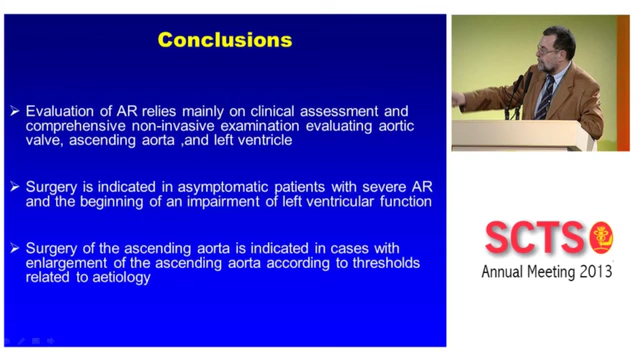 Conclusions
Evaluation of AR relies mainly on clinical assessment and
comprehensive non-invasive examination evaluating aortic
valve, ascending aorta ,and left ventricle
Surgery is indicated in asymptomatic patients with severe AR
and the beginning of an impairment of left ventricular function
Surgery of the ascending aorta is indicated in cases with
enlargement of the ascending aorta according to thresholds
related to aetiology
SCTS
Annual Meeting 2013